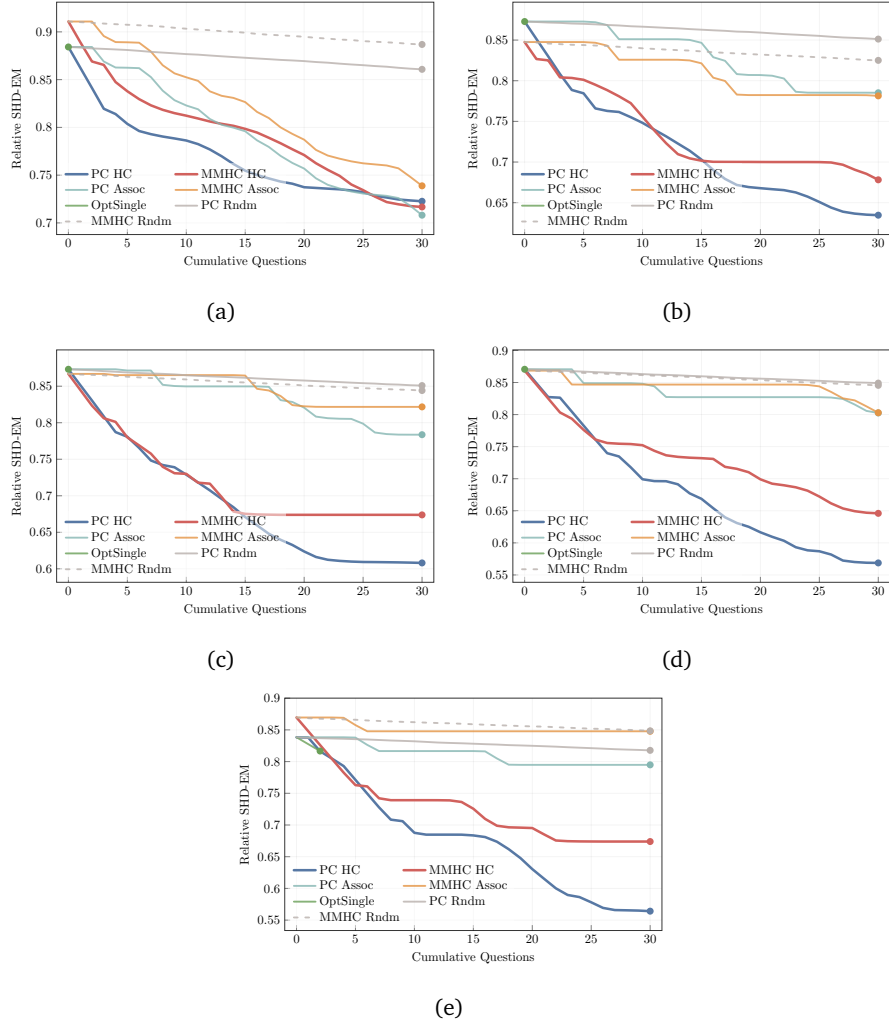 0.9
0.85
0.8
0.75
0.7
Relative SHD-EM
PC HC
MMHC HC
PC Assoc
MMHC Assoc
OptSingle
PC Rndm
MMHC Rndm
0 5 10 15 20 25 30
Cumulative Questions
(a)
0.85
0.8
0.7
0.65
Relative SHD-EM
PC HC
MMHC HC
PC Assoc
MMHC Assoc
OptSingle
PC Rndm
MMHC Rndm
0 5 10 15 20 25 30
Cumulative Questions
(b)
0.85
0.8
0.75
0.7
0.65
0.6
Relative SHD-EM
PC HC
MMHC HC
PC Assoc
MMHC Assoc
OptSingle
PC Rndm
MMHC Rndm
0 5 10 15 20 25 30
Cumulative Questions
(c)
0.9
0.85
0.8
0.7
0.65
0.6
0.55
Relative SHD-EM
PC HC
MMHC HC
PC Assoc
MMHC Assoc
OptSingle
PC Rndm
MMHC Rndm
0 5 10 15 20 25 30
Cumulative Questions
(d)
0.9
0.85
0.8
0.7
0.65
0.6
0.55
Relative SHD-EM
PC HC
MMHC HC
PC Assoc
MMHC Assoc
OptSingle
PC Rndm
MMHC Rndm
0 5 10 15 20 25 30
Cumulative Questions
(e)